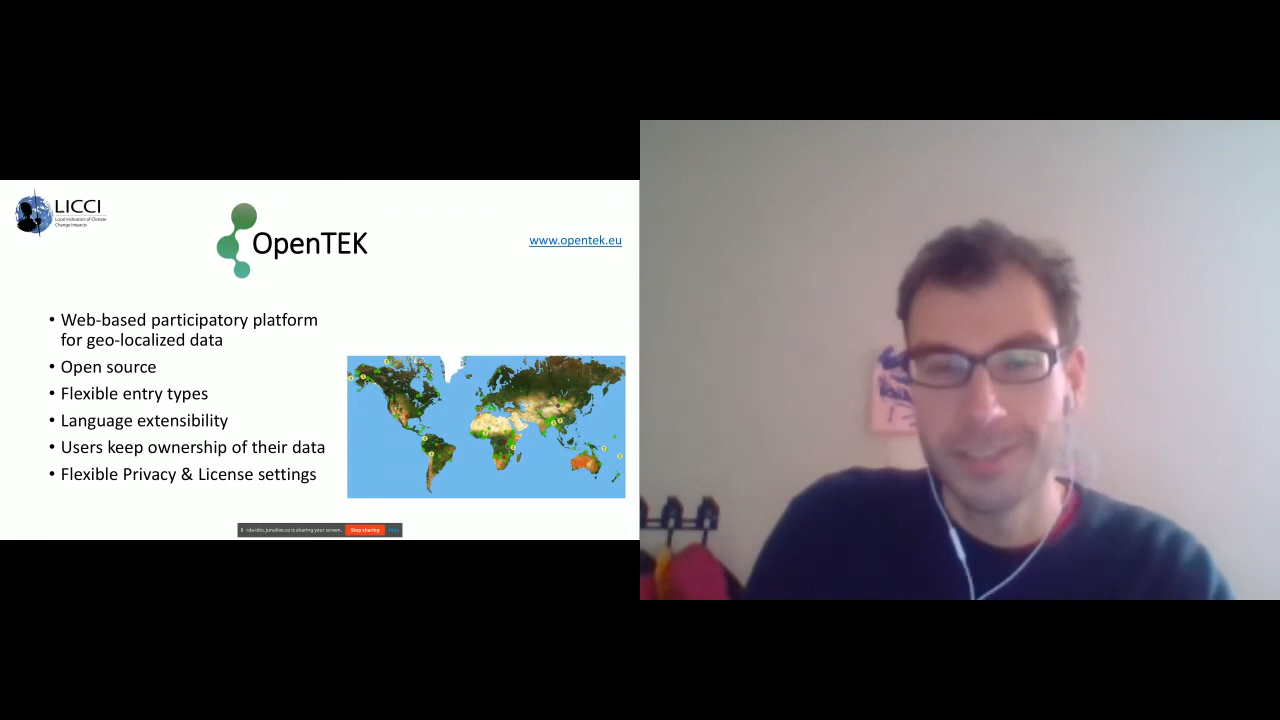 LICCI
Local Indicators of Climate
Change Impacts
OpenTEK
www.opentek.eu
• Web-based participatory platform
for geo-localized data
• Open source
• Flexible entry types
• Language extensibility
• Users keep ownership of their data
• Flexible Privacy & License settings
is sharing your screen.
Stop sharing